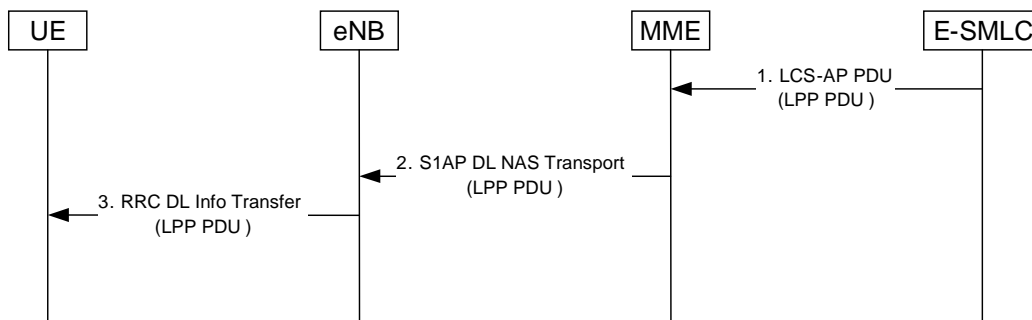 UE
eNB
MME
E-SMLC
1. LCS-AP PDU
(LPP PDU )
2. S1AP DL NAS Transport
(LPP PDU )
3. RRC DL Info Transfer
(LPP PDU )